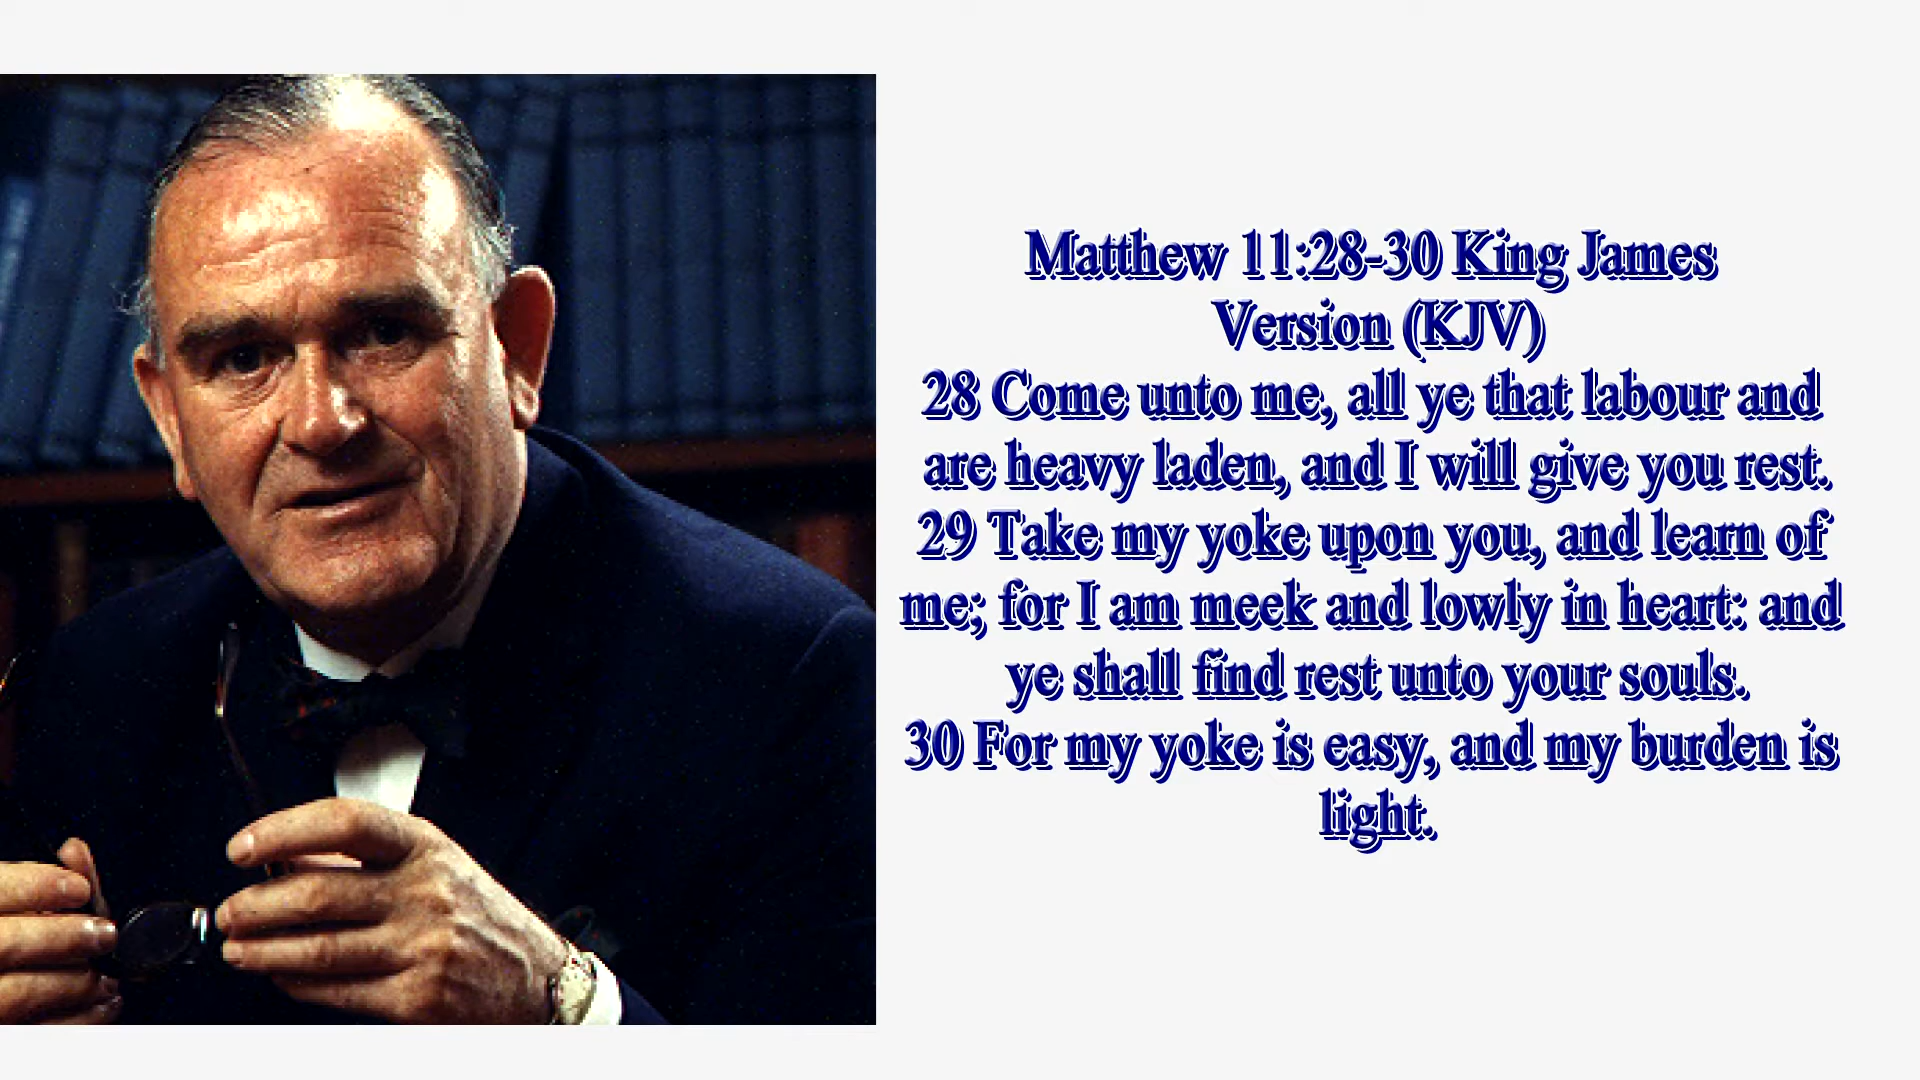 Matthew 11:28-30 King James
Version (KJV)
28 Come unto me, all ye that labour and
are heavy laden, and I will give you rest.
29 Take my yoke upon you, and learn of
me; for I am meek and lowly in heart: and
ye shall find rest unto your souls.
30 For my yoke is easy, and my burden is
light.